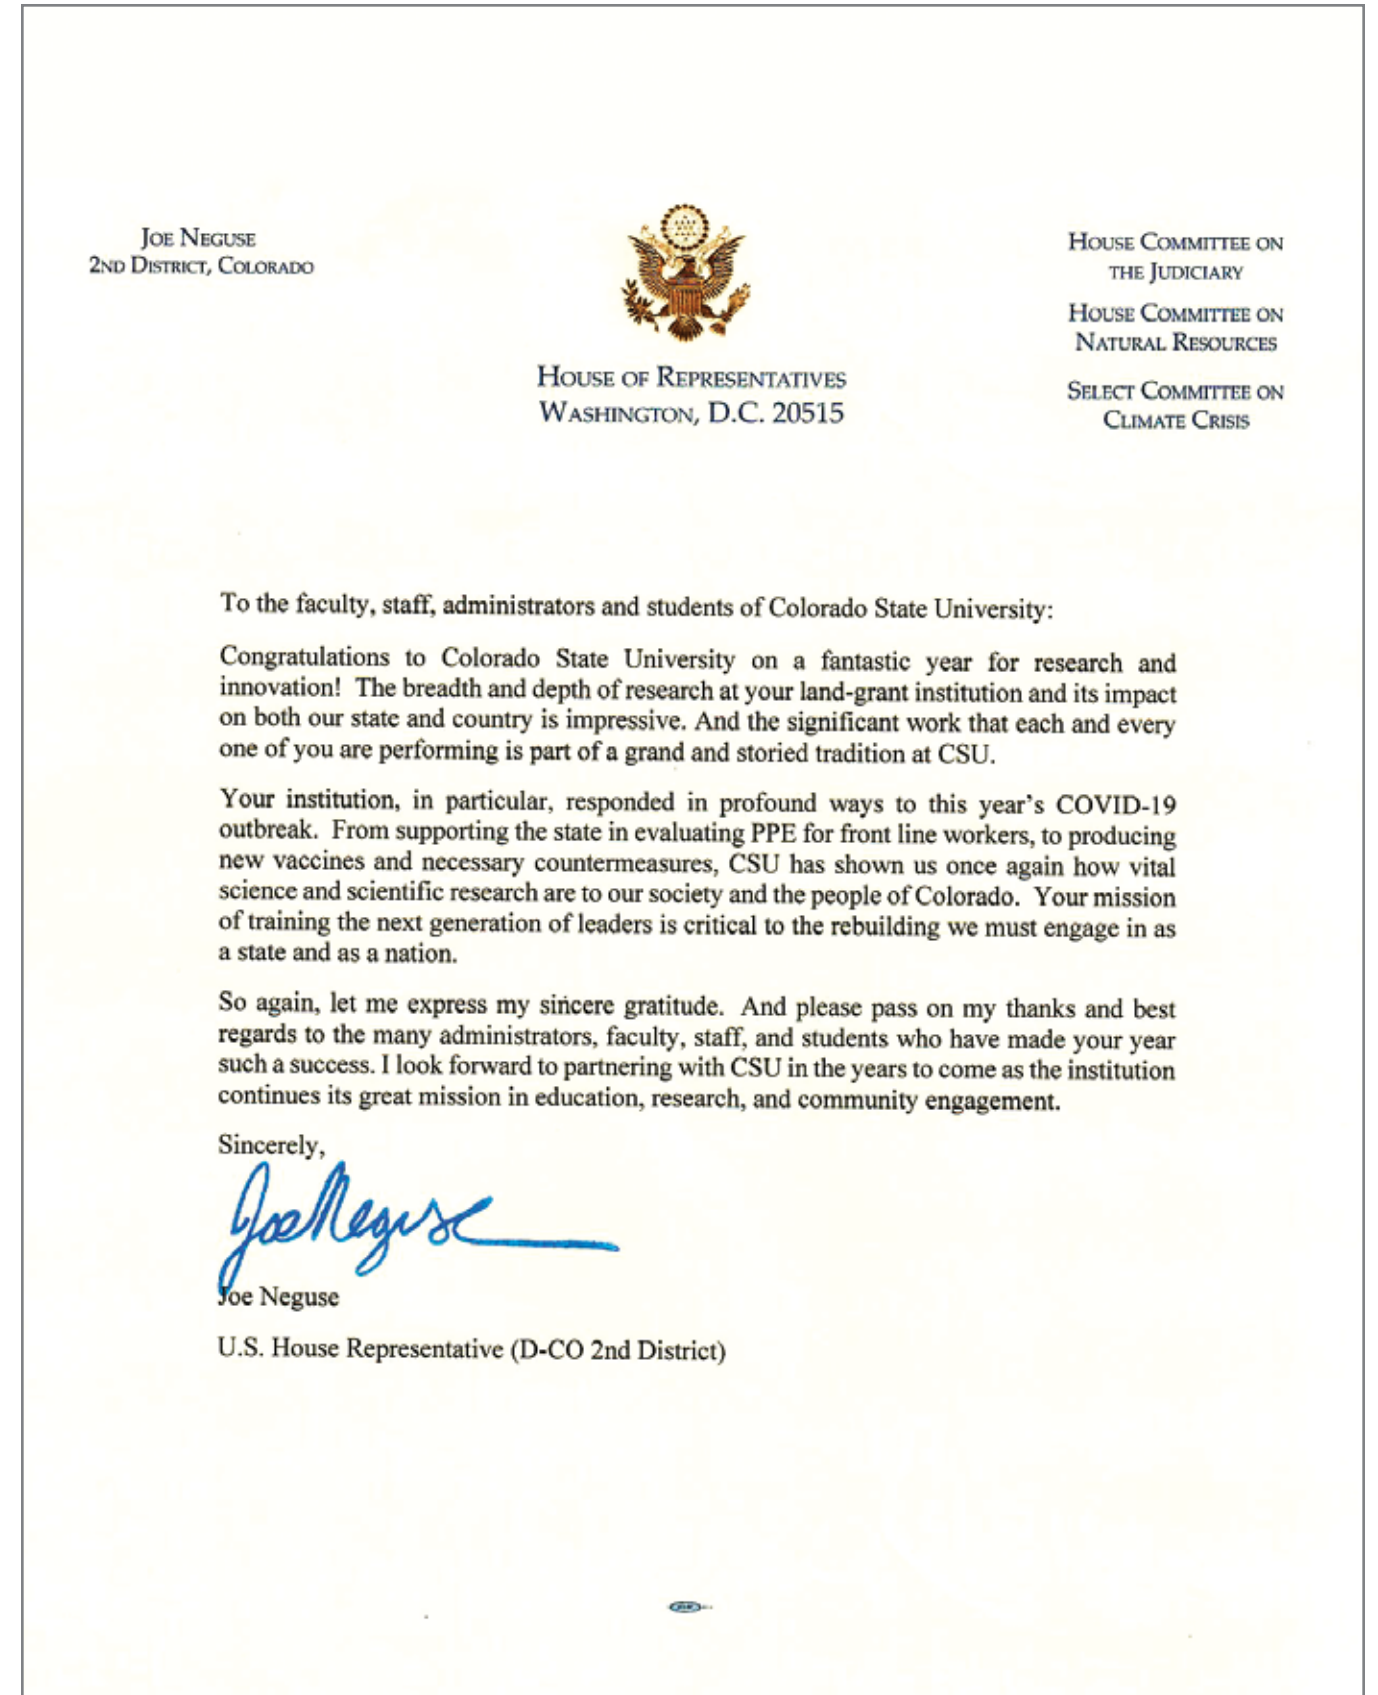 JOE NEGUSE
2ND DISTRICT, COLORADO
HOUSE OF REPRESENTATIVES
WASHINGTON, D.C. 20515
HOUSE COMMITTEE ON
THE JUDICIARY
HOUSE COMMITTEE ON
NATURAL RESOURCES
SELECT COMMITTEE ON
CLIMATE CRISIS
To the faculty, staff, administrators and students of Colorado State University:
Congratulations to Colorado State University on a fantastic year for research and
innovation! The breadth and depth of research at your land-grant institution and its impact
on both our state and country is impressive. And the significant work that each and every
one of you are performing is part of a grand and storied tradition at CSU.
Your institution, in particular, responded in profound ways to this year's COVID-19
outbreak. From supporting the state in evaluating PPE for front line workers, to producing
new vaccines and necessary countermeasures, CSU has shown us once again how vital
science and scientific research are to our society and the people of Colorado. Your mission
of training the next generation of leaders is critical to the rebuilding we must engage in as
a state and as a nation.
So again, let me express my sincere gratitude. And please pass on my thanks and best
regards to the many administrators, faculty, staff, and students who have made your year
such a success. I look forward to partnering with CSU in the years to come as the institution
continues its great mission in education, research, and community engagement.
Sincerely,
Joe Neguse
Joe Neguse
U.S. House Representative (D-CO 2nd District)